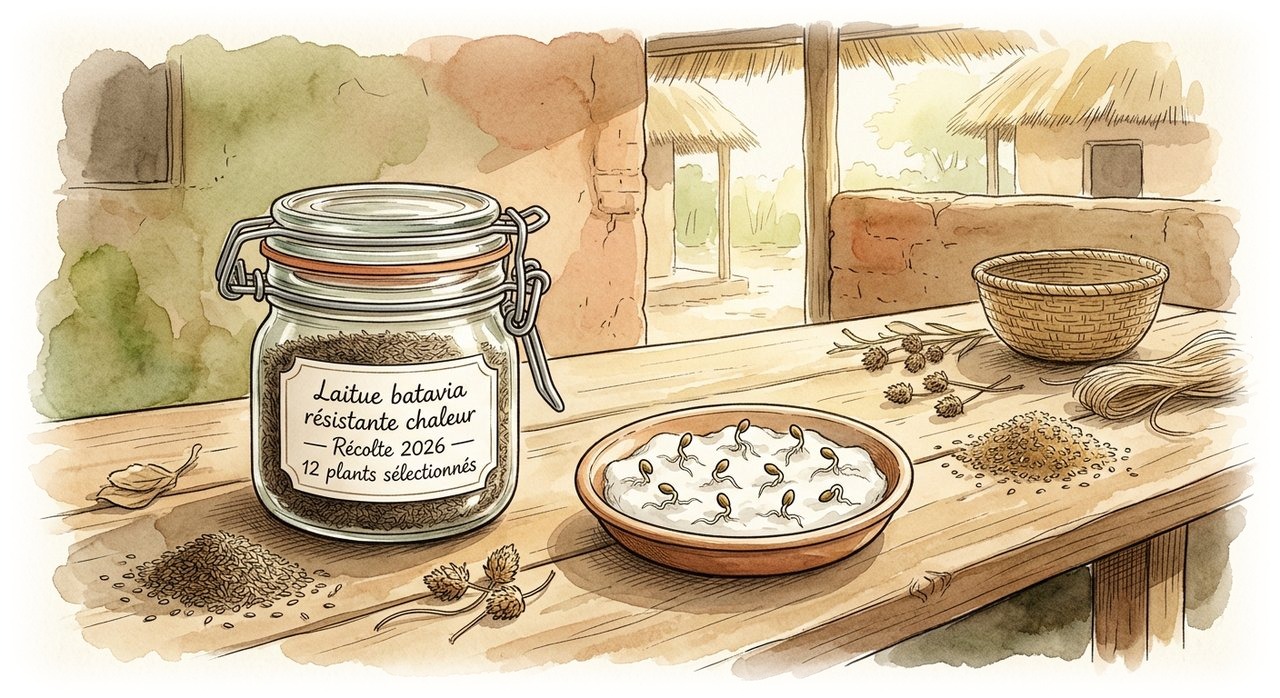 Laitue batavia
résistante chaleur
— Récolte 2026 —
12 plants sélectionnés